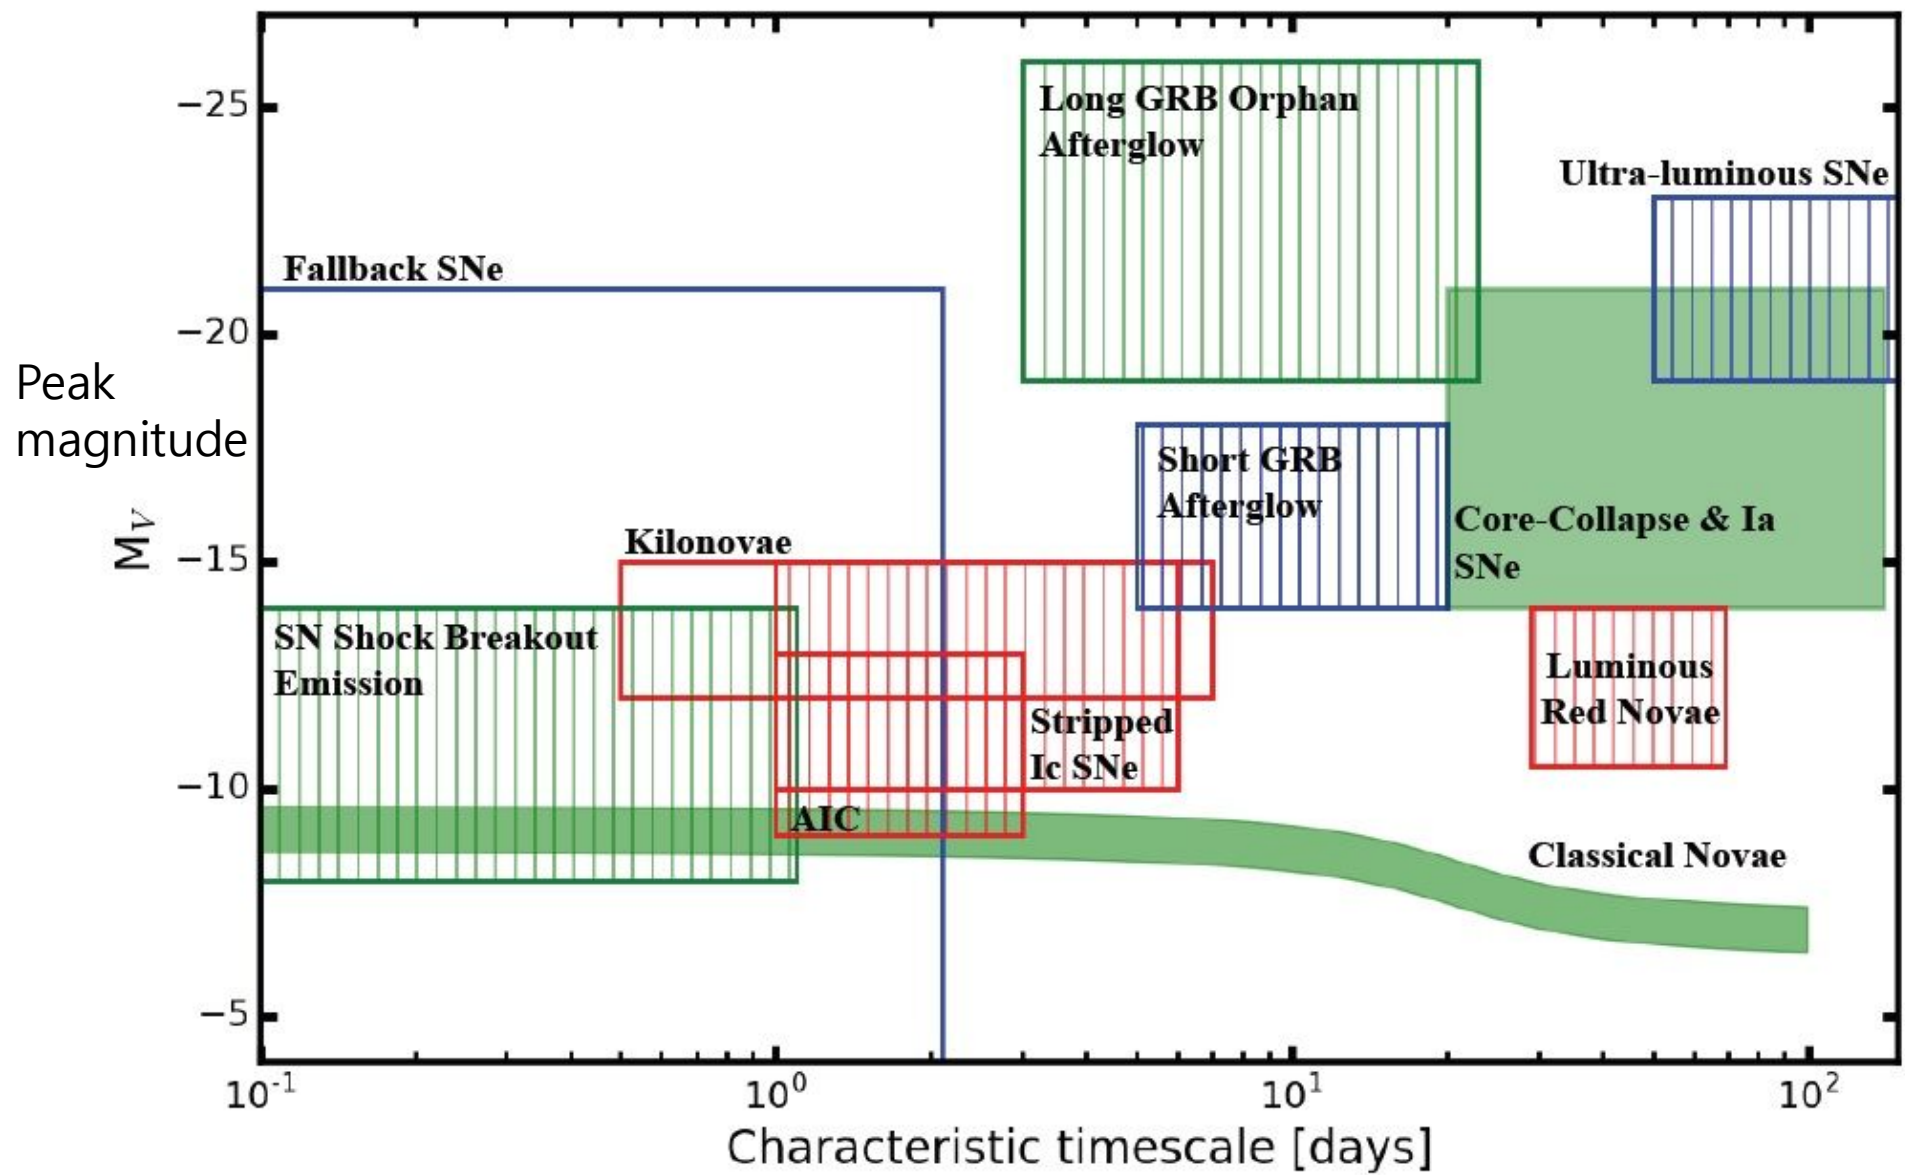 Long GRB Orphan
Afterglow
Ultra-luminous SNe
Fallback SNe
Short GRB
Afterglow
Core-Collapse & Ia
SNe
Kilonovae
SN Shock Breakout
Emission
Luminous
Red Novae
Stripped
Ic SNe
AIC
Classical Novae
Peak
magnitude
M_V
−25
−20
−15
−10
−5
10^-1
10^0
10^1
10^2
Characteristic timescale [days]